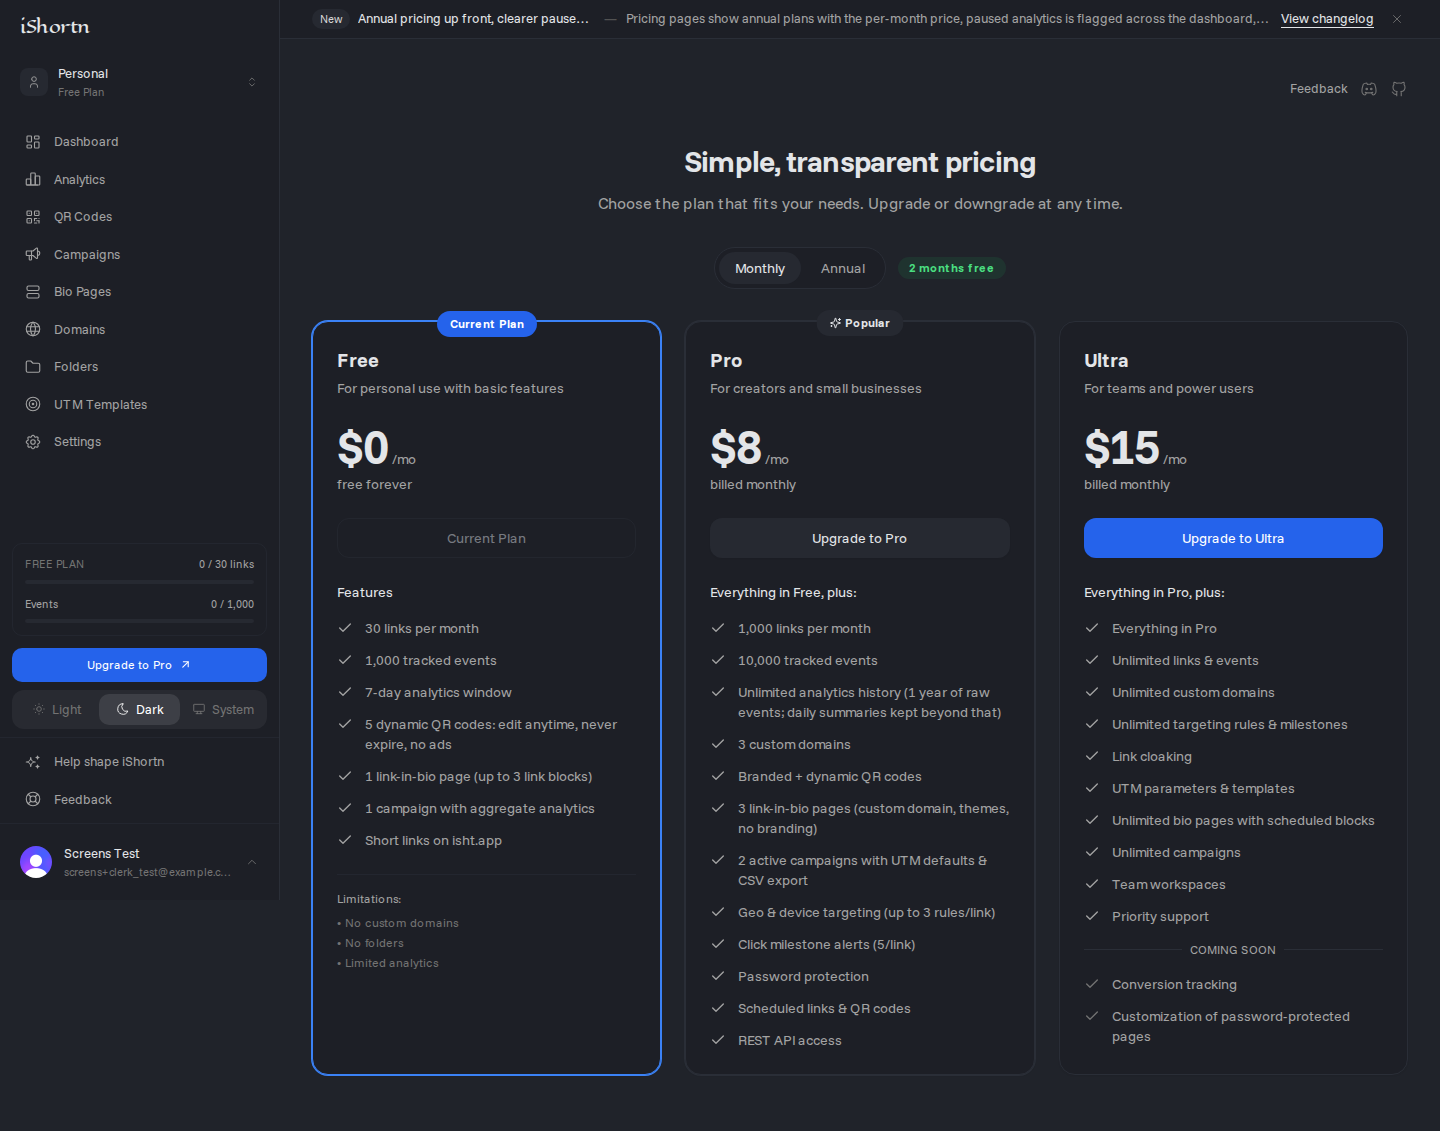 iShortn
Personal
Free Plan
Dashboard
Analytics
QR Codes
Campaigns
Bio Pages
Domains
Folders
UTM Templates
Settings
FREE PLAN 0 / 30 links
Events 0 / 1,000
Upgrade to Pro
Light Dark System
Help shape iShortn
Feedback
Screens Test
screens+clerk_test@example.c...
New Annual pricing up front, clearer pause... — Pricing pages show annual plans with the per-month price, paused analytics is flagged across the dashboard,... View changelog
Feedback
Simple, transparent pricing
Choose the plan that fits your needs. Upgrade or downgrade at any time.
Monthly Annual 2 months free
Current Plan
Free
For personal use with basic features
$0 /mo
free forever
Current Plan
Features
30 links per month
1,000 tracked events
7-day analytics window
5 dynamic QR codes: edit anytime, never
expire, no ads
1 link-in-bio page (up to 3 link blocks)
1 campaign with aggregate analytics
Short links on isht.app
Limitations:
• No custom domains
• No folders
• Limited analytics
Popular
Pro
For creators and small businesses
$8 /mo
billed monthly
Upgrade to Pro
Everything in Free, plus:
1,000 links per month
10,000 tracked events
Unlimited analytics history (1 year of raw
events; daily summaries kept beyond that)
3 custom domains
Branded + dynamic QR codes
3 link-in-bio pages (custom domain, themes,
no branding)
2 active campaigns with UTM defaults &
CSV export
Geo & device targeting (up to 3 rules/link)
Click milestone alerts (5/link)
Password protection
Scheduled links & QR codes
REST API access
Ultra
For teams and power users
$15 /mo
billed monthly
Upgrade to Ultra
Everything in Pro, plus:
Everything in Pro
Unlimited links & events
Unlimited custom domains
Unlimited targeting rules & milestones
Link cloaking
UTM parameters & templates
Unlimited bio pages with scheduled blocks
Unlimited campaigns
Team workspaces
Priority support
COMING SOON
Conversion tracking
Customization of password-protected
pages